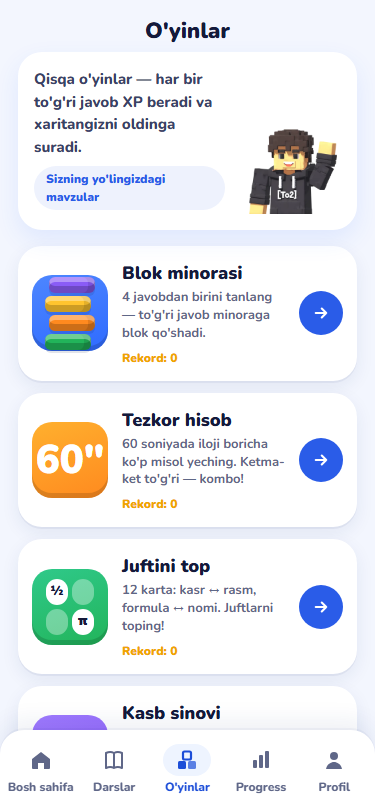 O'yinlar
Qisqa o'yinlar — har bir
to'g'ri javob XP beradi va
xaritangizni oldinga
suradi.
Sizning yo'lingizdagi
mavzular
[To2]
Blok minorasi
4 javobdan birini tanlang
— to'g'ri javob minoraga
blok qo'shadi.
Rekord: 0
60"
Tezkor hisob
60 soniyada iloji boricha
ko'p misol yeching. Ketma-
ket to'g'ri — kombo!
Rekord: 0
½
π
Juftini top
12 karta: kasr ↔ rasm,
formula ↔ nomi. Juftlarni
toping!
Rekord: 0
Kasb sinovi
Bosh sahifa
Darslar
O'yinlar
Progress
Profil